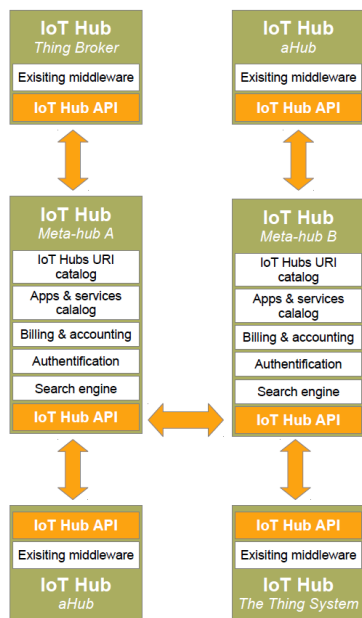 IoT Hub
Thing Broker
Exisiting middleware
IoT Hub API
IoT Hub
aHub
Exisiting middleware
IoT Hub API
IoT Hub
Meta-hub A
IoT Hubs URI
catalog
Apps & services
calalog
Billing & accounting
Authentification
Search engine
IoT Hub API
IoT Hub
Meta-hub B
IoT Hubs URI
catalog
Apps & services
calalog
Billing & accounting
Authentification
Search engine
IoT Hub API
IoT Hub API
Exisiting middleware
IoT Hub
aHub
IoT Hub API
Exisiting middleware
IoT Hub
The Thing System